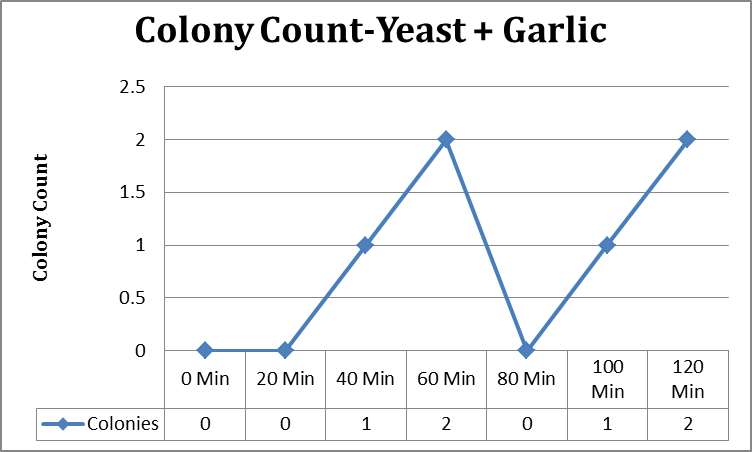 Colony Count-Yeast + Garlic
2.5
2
1.5
1
0.5
0
Colony Count
0 Min 20 Min 40 Min 60 Min 80 Min 100 Min 120 Min
Colonies 0 0 1 2 0 1 2